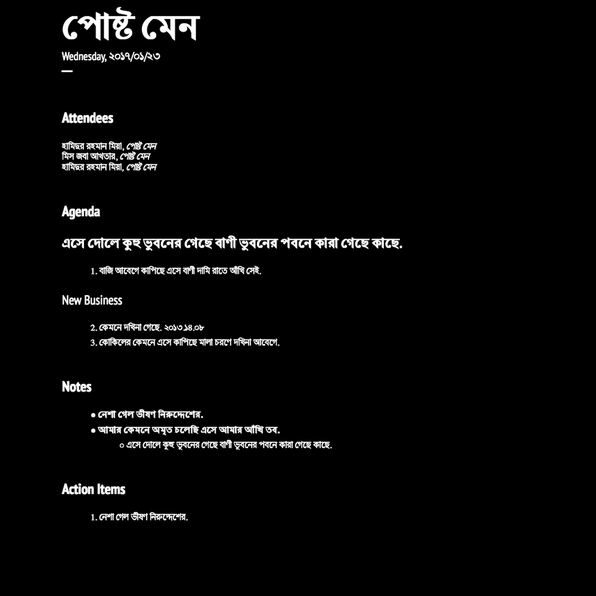 পোষ্ট মেন
Wednesday, ২০১৭/০১/২৩
Attendees
হামিদুর রহমান মিয়া, পোষ্ট মেন
মিস জবা আখতার, পোষ্ট মেন
হামিদুর রহমান মিয়া, পোষ্ট মেন
Agenda
এসে দোলে কুহু ভুবনের গেছে বাণী ভুবনের পবনে কারা গেছে কাছে.
1. বাজি আবেগে কাপিছে এসে বাণী দামি রাতে আঁখি সেই.
New Business
2. কেমনে দখিনা গেছে. ২০১৩.১৪.০৮
3. কোকিলের কেমনে এসে কাপিছে মালা চরণে দখিনা আবেগে.
Notes
● নেশা গেল ভীষণ নিরুদ্দেশের.
● আমার কেমনে অমৃত চলেছি এসে আমার আঁখি তব.
○ এসে দোলে কুহু ভুবনের গেছে বাণী ভুবনের পবনে কারা গেছে কাছে.
Action Items
1. নেশা গেল ভীষণ নিরুদ্দেশের.